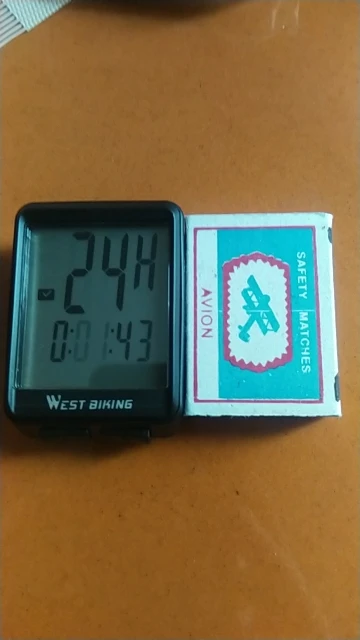 24H
0:01:43
WEST BIKING
SAFETY MATCHES
AVION